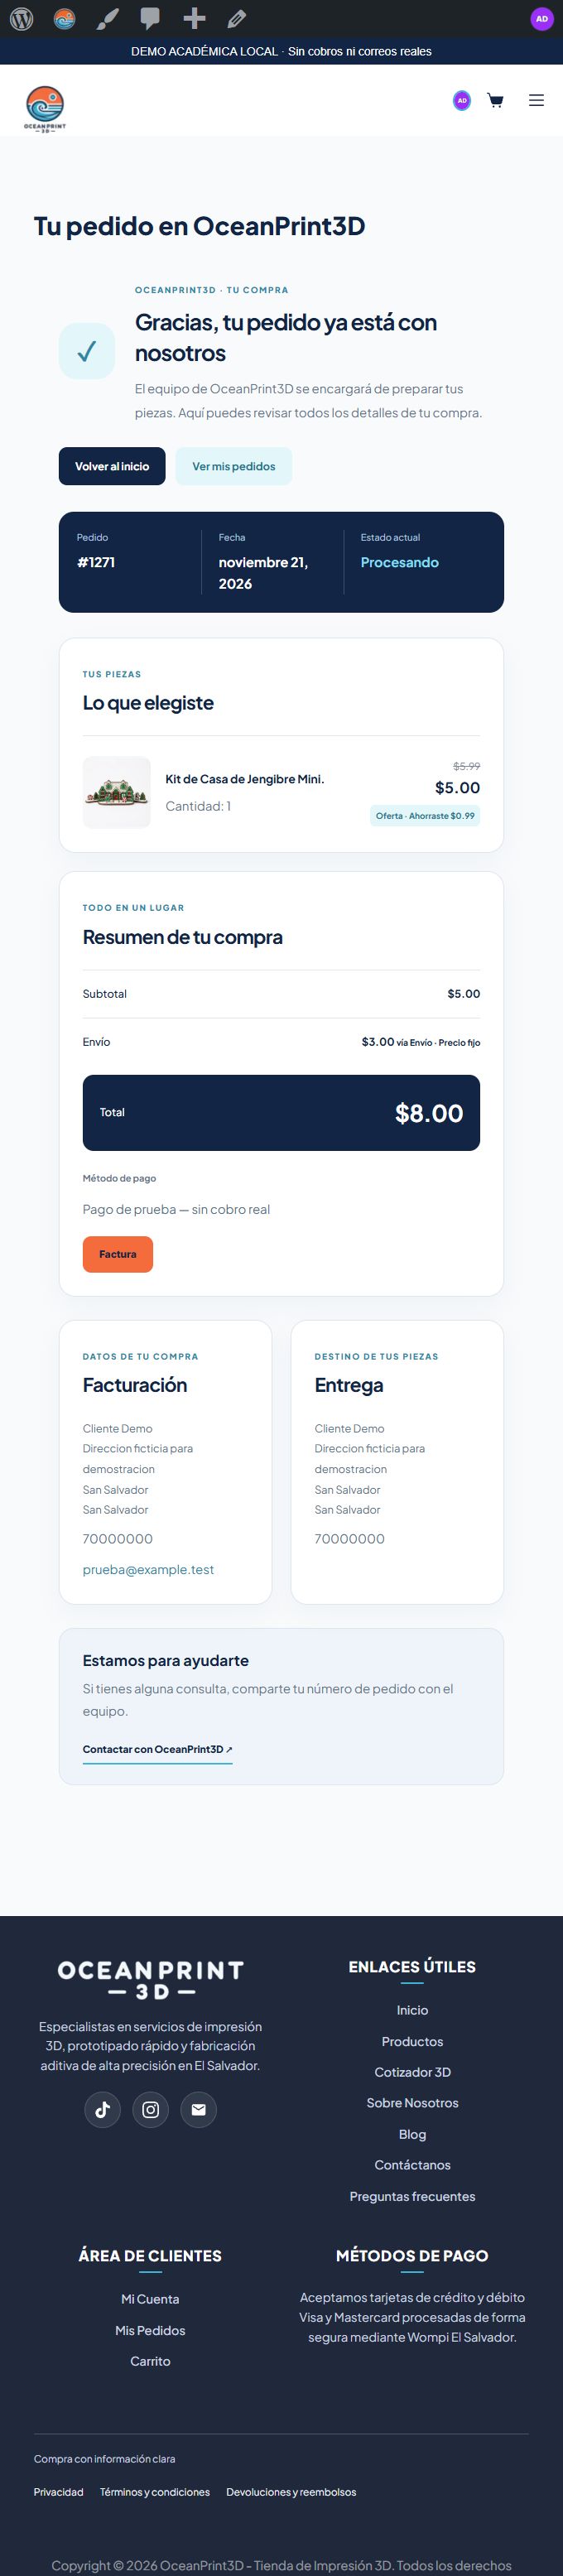 AD
DEMO ACADÉMICA LOCAL · Sin cobros ni correos reales
OCEANPRINT
— 3D —
AD
Tu pedido en OceanPrint3D
OCEANPRINT3D · TU COMPRA
Gracias, tu pedido ya está con
nosotros
El equipo de OceanPrint3D se encargará de preparar tus
piezas. Aquí puedes revisar todos los detalles de tu compra.
Volver al inicio
Ver mis pedidos
Pedido
#1271
Fecha
noviembre 21,
2026
Estado actual
Procesando
TUS PIEZAS
Lo que elegiste
Kit de Casa de Jengibre Mini.
Cantidad: 1
$5.99
$5.00
Oferta · Ahorraste $0.99
TODO EN UN LUGAR
Resumen de tu compra
Subtotal $5.00
Envío $3.00 vía Envío · Precio fijo
Total $8.00
Método de pago
Pago de prueba — sin cobro real
Factura
DATOS DE TU COMPRA
Facturación
Cliente Demo
Direccion ficticia para
demostracion
San Salvador
San Salvador
70000000
prueba@example.test
DESTINO DE TUS PIEZAS
Entrega
Cliente Demo
Direccion ficticia para
demostracion
San Salvador
San Salvador
70000000
Estamos para ayudarte
Si tienes alguna consulta, comparte tu número de pedido con el
equipo.
Contactar con OceanPrint3D ↗
OCEANPRINT
— 3D —
Especialistas en servicios de impresión
3D, prototipado rápido y fabricación
aditiva de alta precisión en El Salvador.
ENLACES ÚTILES
Inicio
Productos
Cotizador 3D
Sobre Nosotros
Blog
Contáctanos
Preguntas frecuentes
ÁREA DE CLIENTES
Mi Cuenta
Mis Pedidos
Carrito
MÉTODOS DE PAGO
Aceptamos tarjetas de crédito y débito
Visa y Mastercard procesadas de forma
segura mediante Wompi El Salvador.
Compra con información clara
Privacidad
Términos y condiciones
Devoluciones y reembolsos
Copyright © 2026 OceanPrint3D - Tienda de Impresión 3D. Todos los derechos